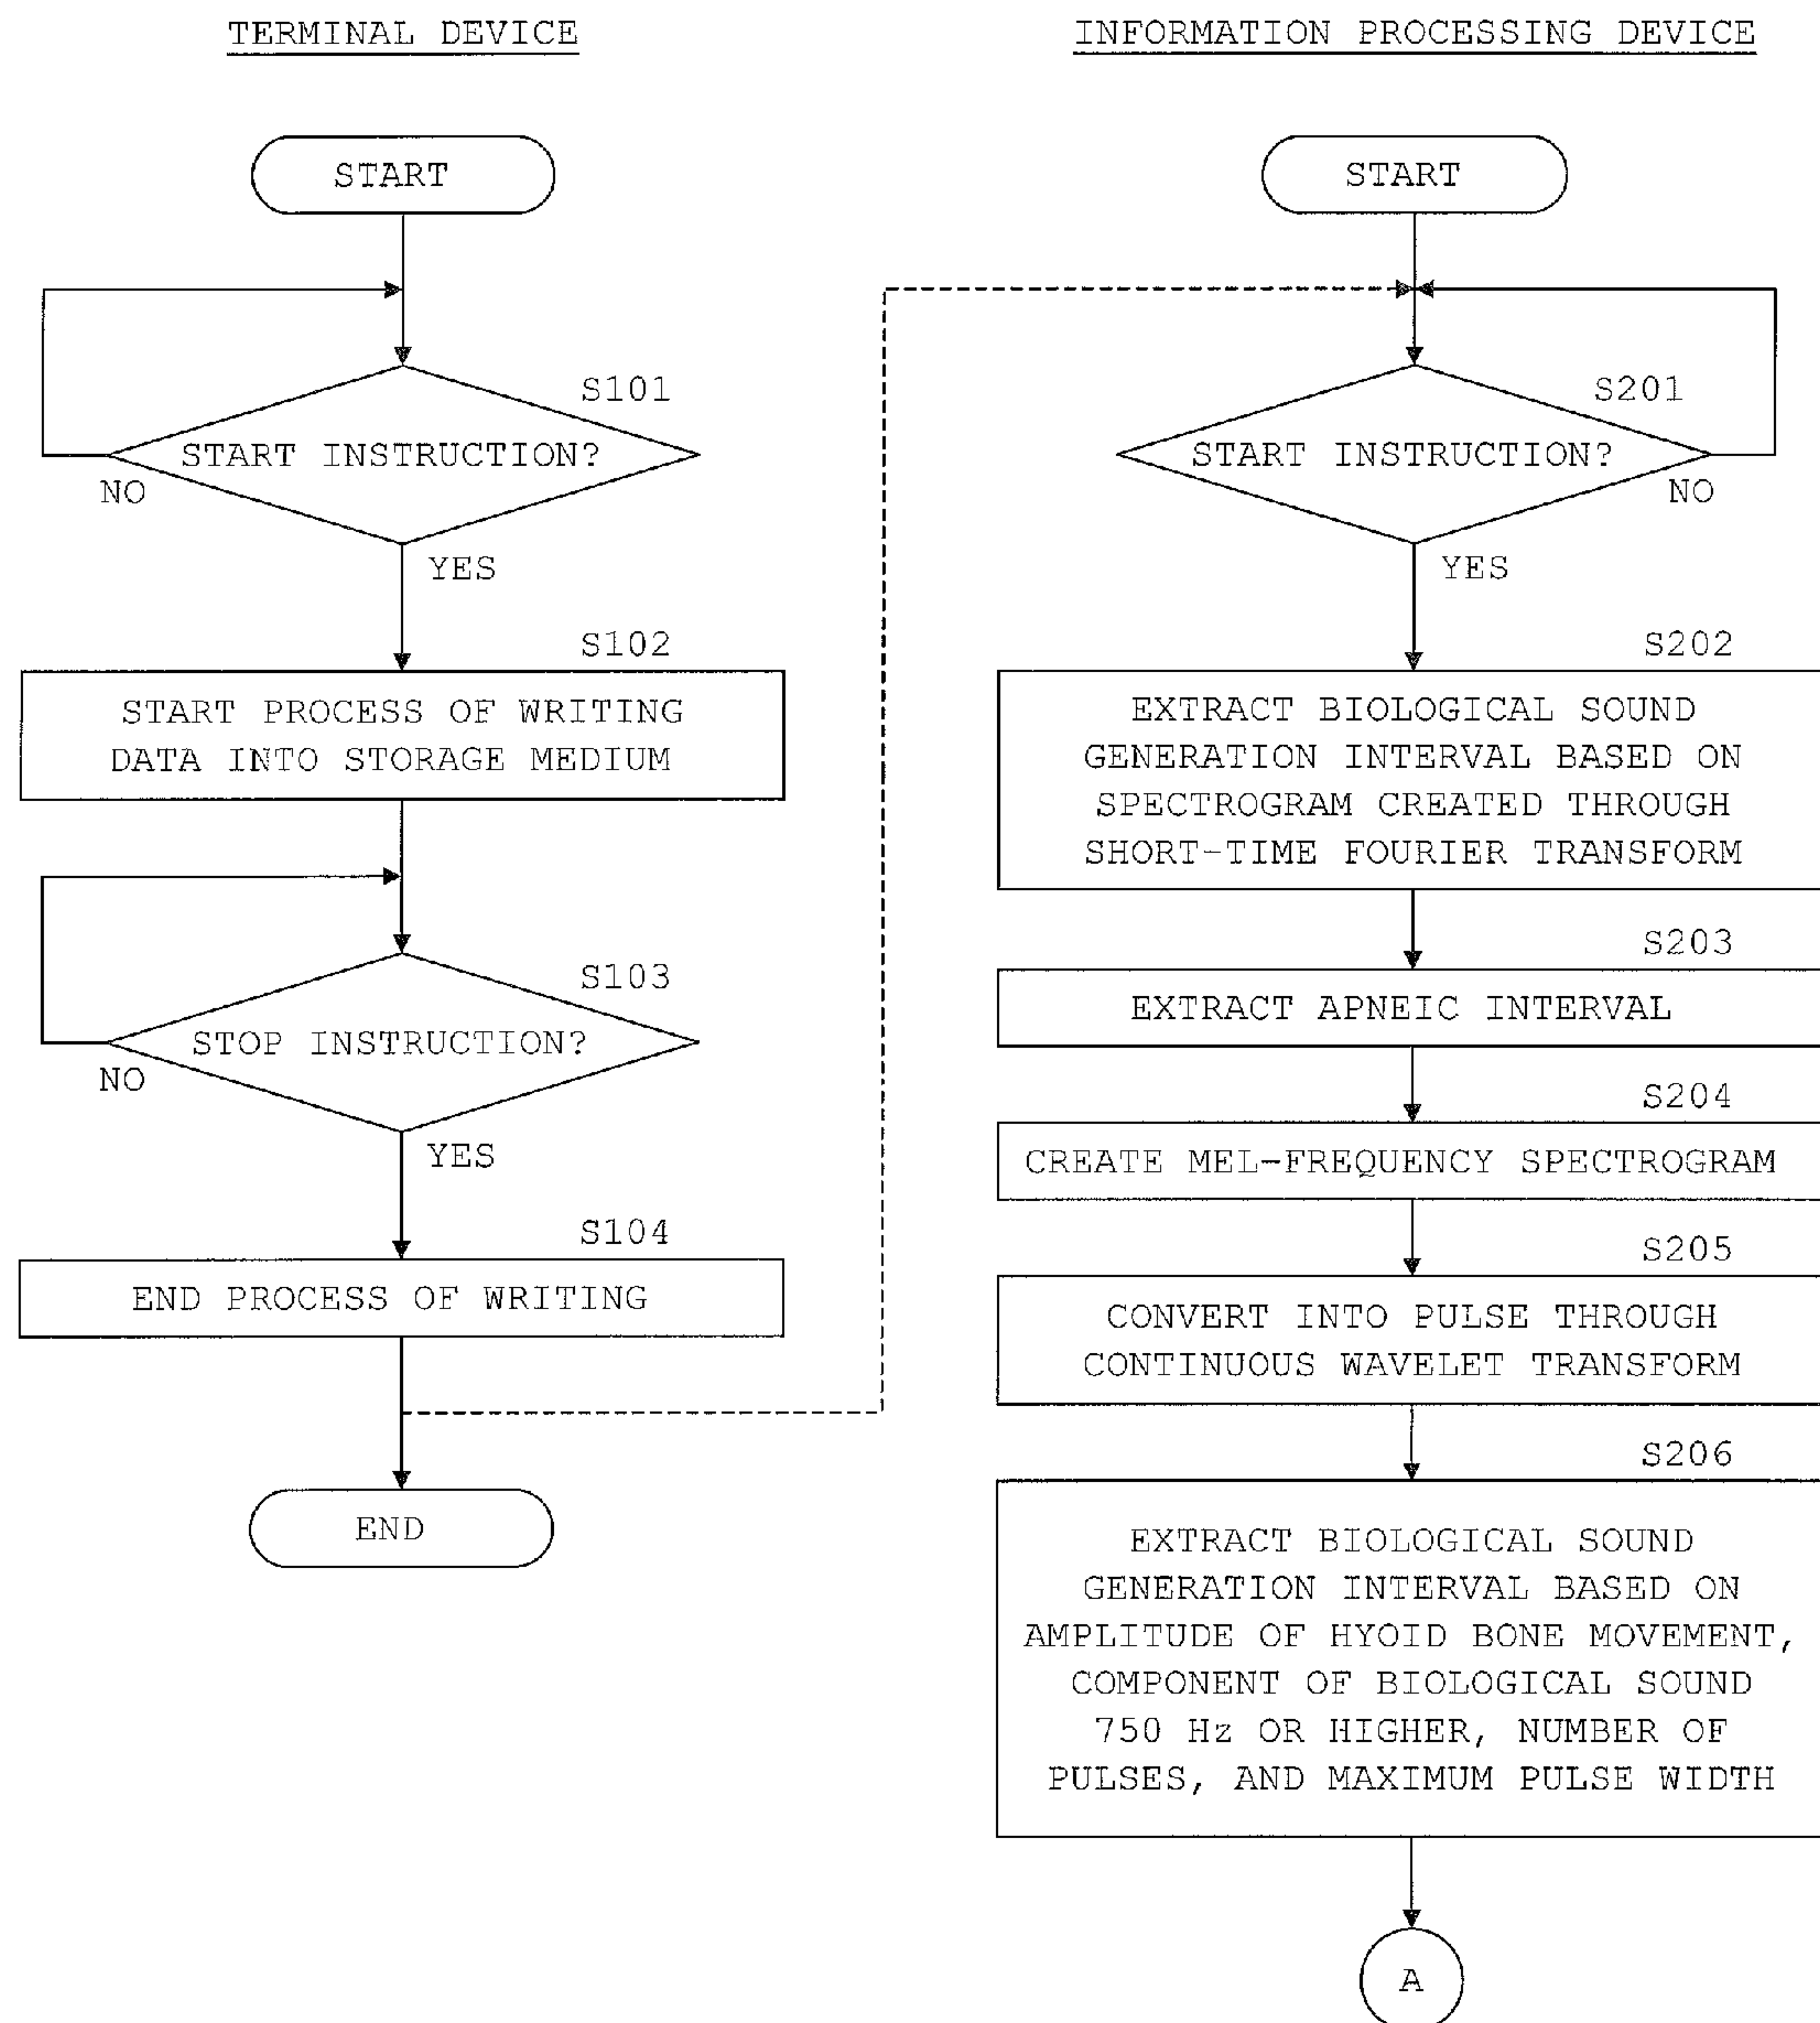 TERMINAL DEVICE
START
S101
START INSTRUCTION?
NO
YES
S102
START PROCESS OF WRITING
DATA INTO STORAGE MEDIUM
S103
STOP INSTRUCTION?
NO
YES
S104
END PROCESS OF WRITING
END
INFORMATION PROCESSING DEVICE
START
S201
START INSTRUCTION?
NO
YES
S202
EXTRACT BIOLOGICAL SOUND
GENERATION INTERVAL BASED ON
SPECTROGRAM CREATED THROUGH
SHORT-TIME FOURIER TRANSFORM
S203
EXTRACT APNEIC INTERVAL
S204
CREATE MEL-FREQUENCY SPECTROGRAM
S205
CONVERT INTO PULSE THROUGH
CONTINUOUS WAVELET TRANSFORM
S206
EXTRACT BIOLOGICAL SOUND
GENERATION INTERVAL BASED ON
AMPLITUDE OF HYOID BONE MOVEMENT,
COMPONENT OF BIOLOGICAL SOUND
750 Hz OR HIGHER, NUMBER OF
PULSES, AND MAXIMUM PULSE WIDTH
A